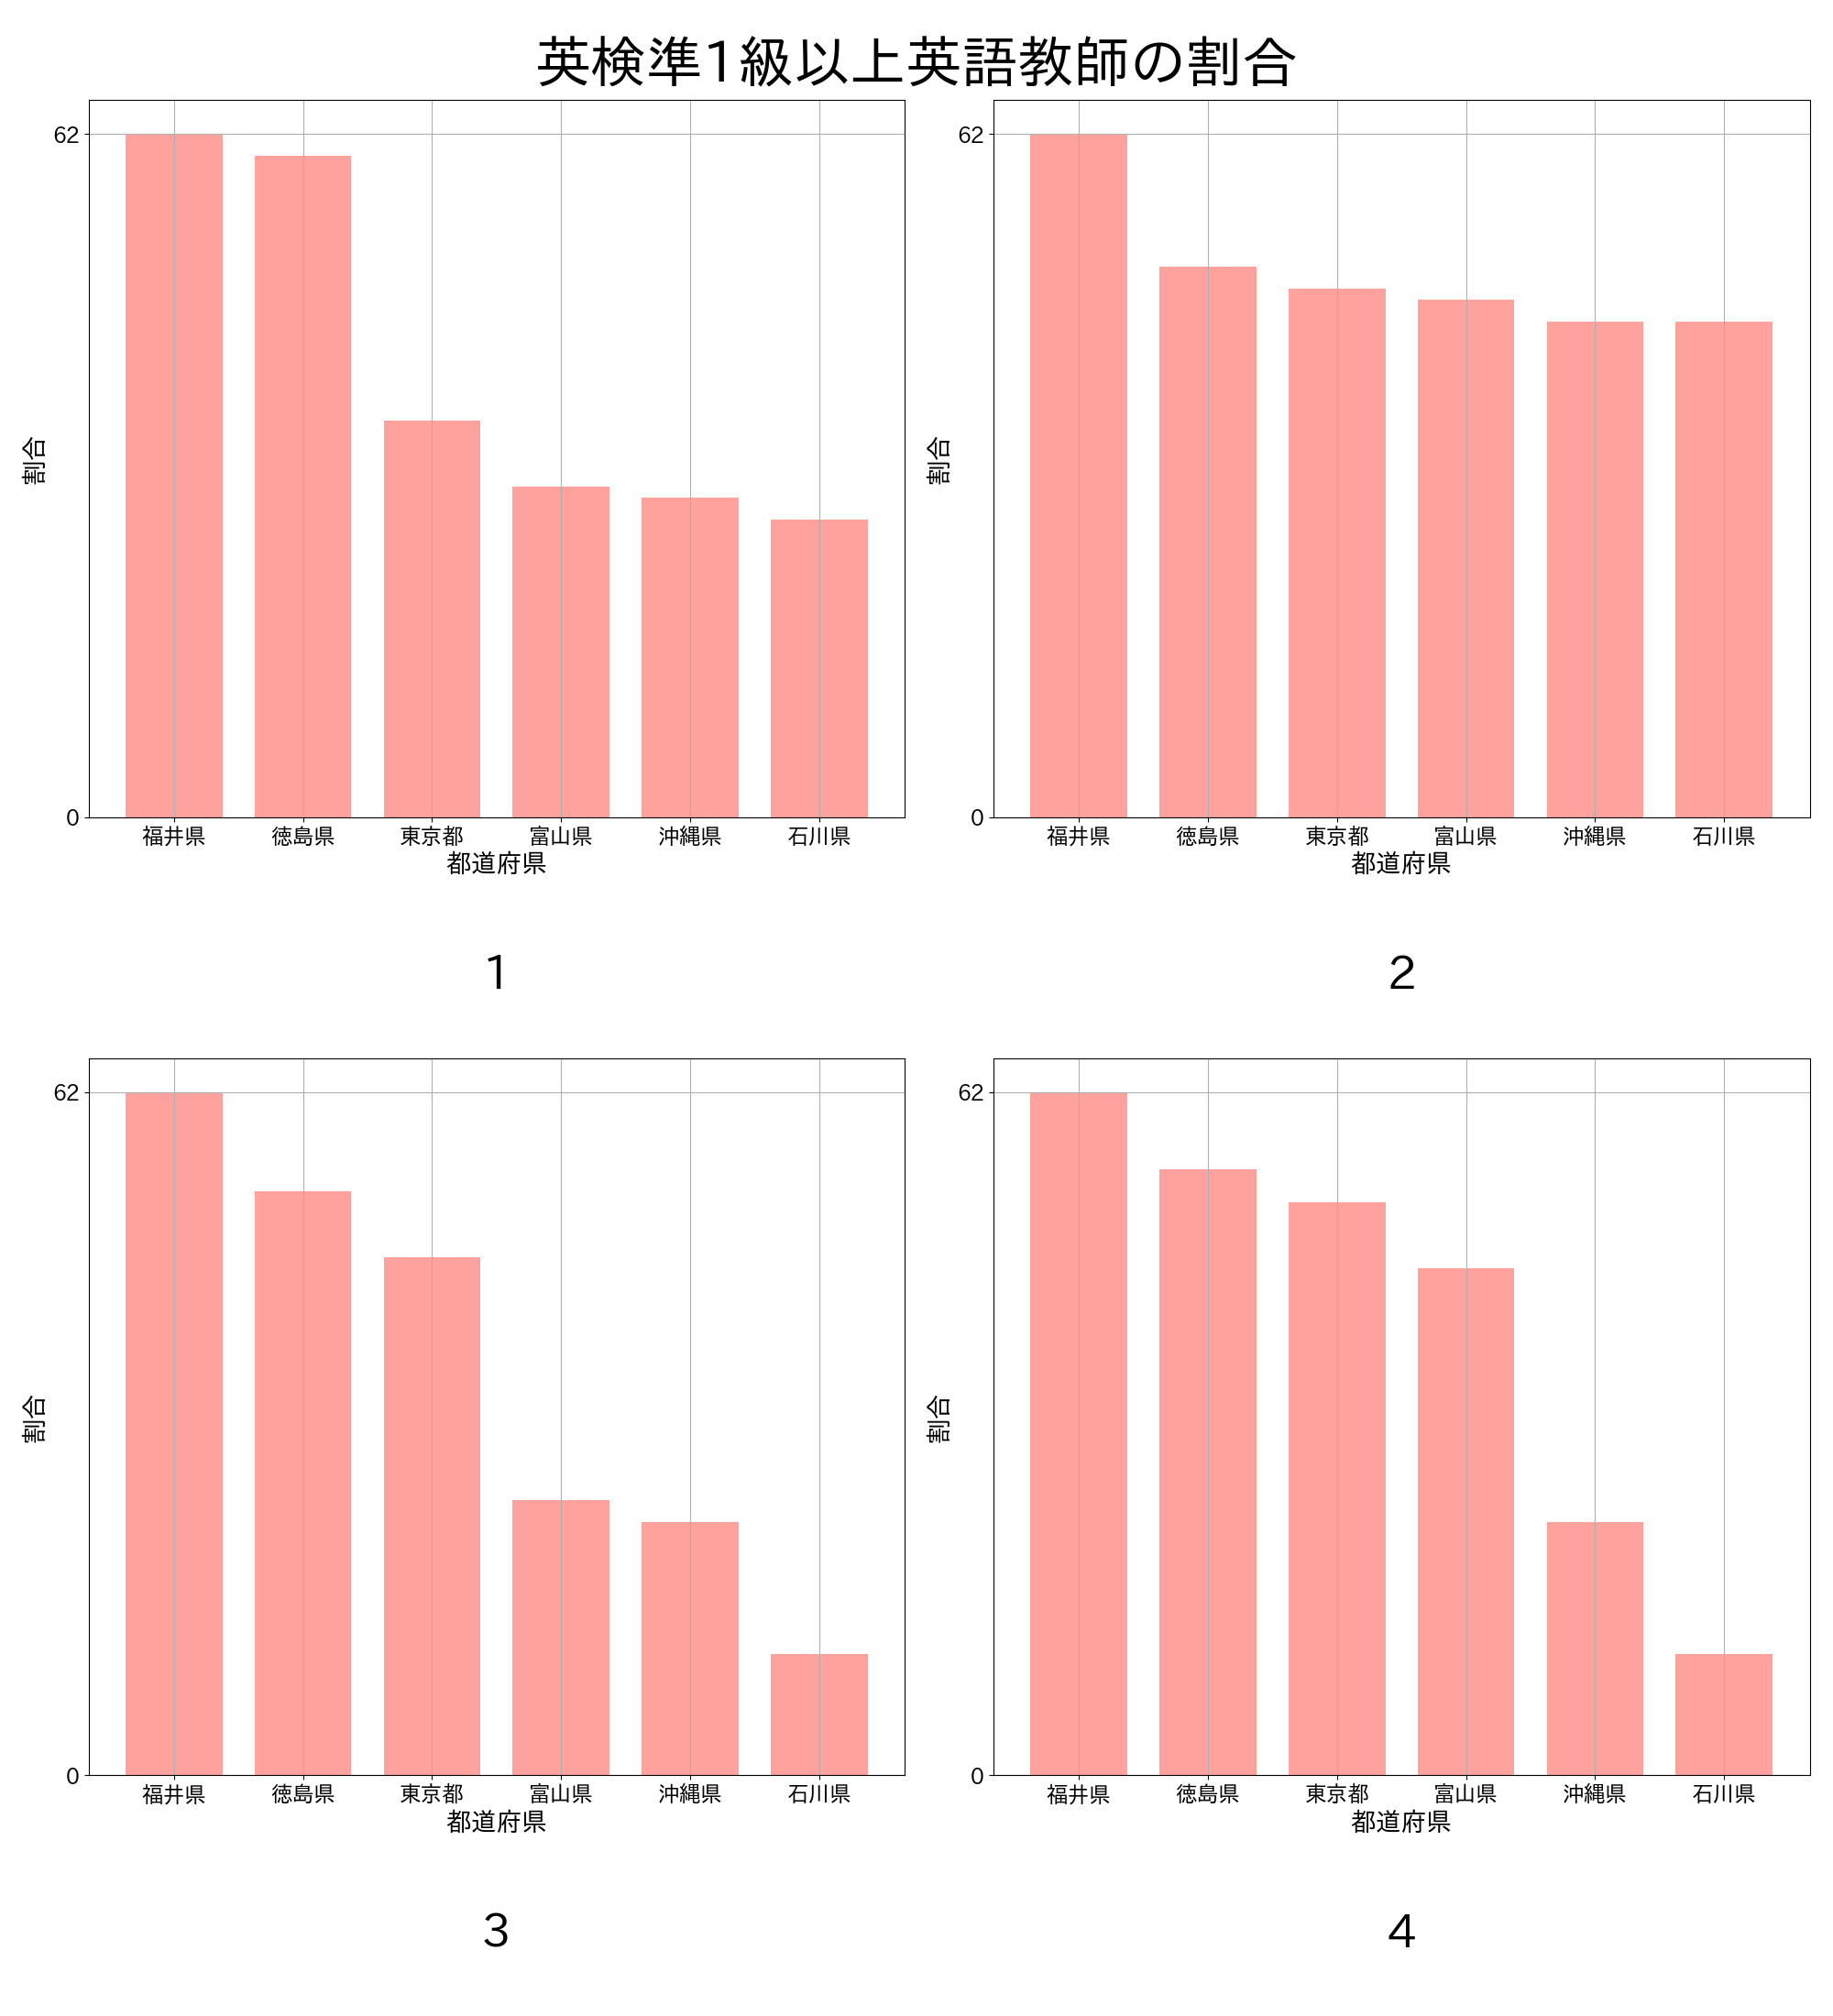 英検準1級以上英語教師の割合
62
0
割合
福井県 徳島県 東京都 富山県 沖縄県 石川県
都道府県
1
62
0
割合
福井県 徳島県 東京都 富山県 沖縄県 石川県
都道府県
2
62
0
割合
福井県 徳島県 東京都 富山県 沖縄県 石川県
都道府県
3
62
0
割合
福井県 徳島県 東京都 富山県 沖縄県 石川県
都道府県
4